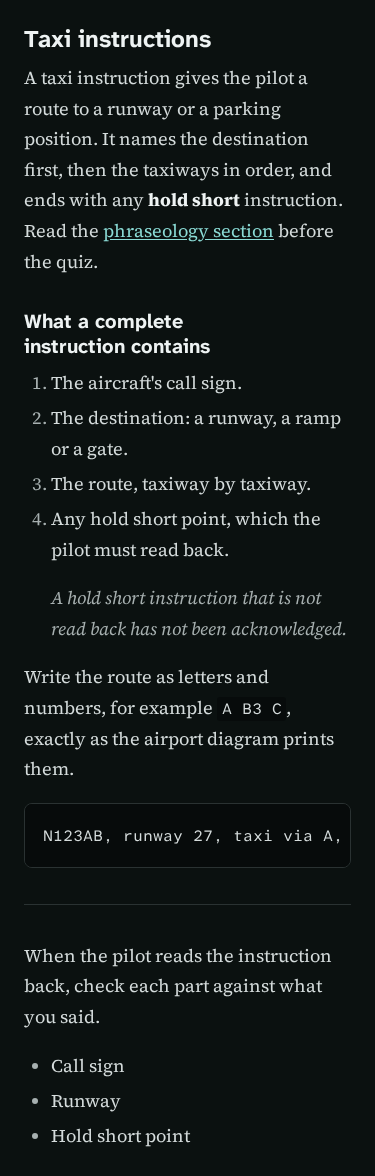 Taxi instructions
A taxi instruction gives the pilot a
route to a runway or a parking
position. It names the destination
first, then the taxiways in order, and
ends with any hold short instruction.
Read the phraseology section before
the quiz.
What a complete
instruction contains
1. The aircraft's call sign.
2. The destination: a runway, a ramp
or a gate.
3. The route, taxiway by taxiway.
4. Any hold short point, which the
pilot must read back.
A hold short instruction that is not
read back has not been acknowledged.
Write the route as letters and
numbers, for example A B3 C,
exactly as the airport diagram prints
them.
N123AB, runway 27, taxi via A,
When the pilot reads the instruction
back, check each part against what
you said.
• Call sign
• Runway
• Hold short point